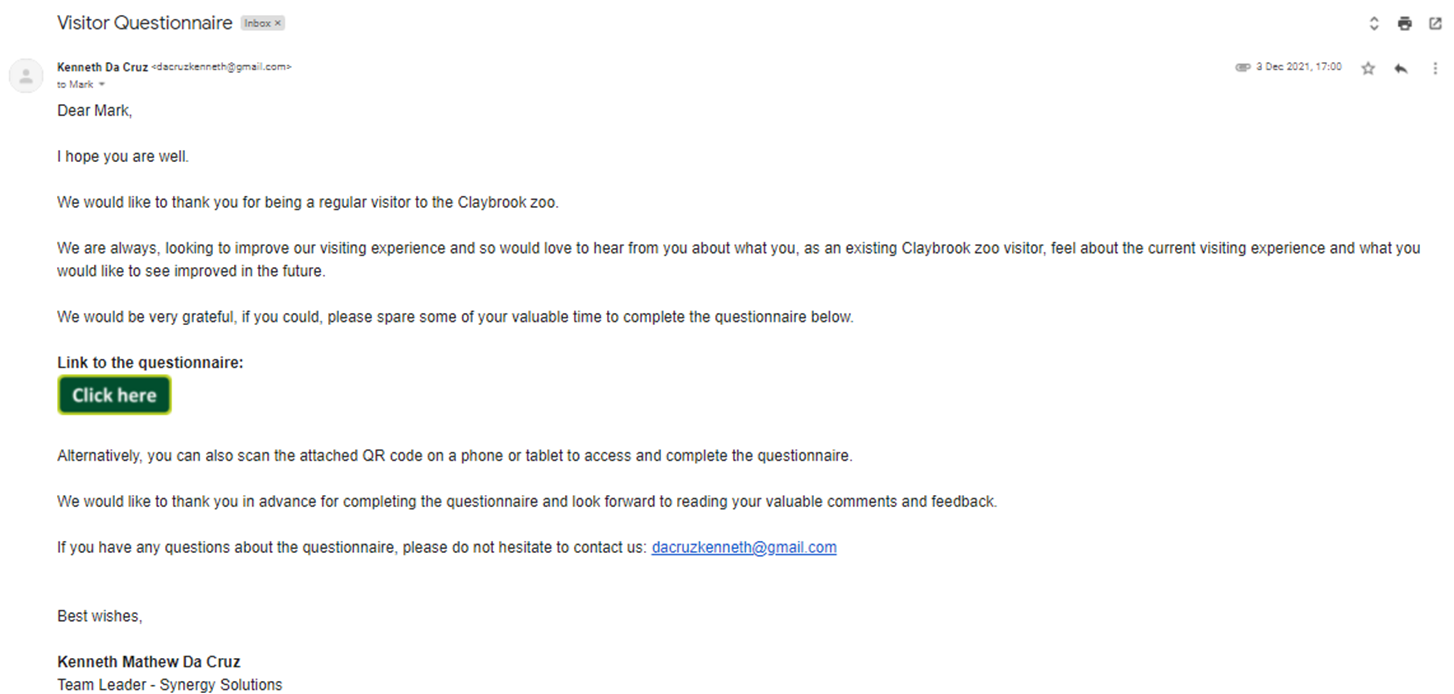 Visitor Questionnaire Inbox ×
Kenneth Da Cruz <dacruzkenneth@gmail.com> 3 Dec 2021, 17:00
to Mark
Dear Mark,
I hope you are well.
We would like to thank you for being a regular visitor to the Claybrook zoo.
We are always, looking to improve our visiting experience and so would love to hear from you about what you, as an existing Claybrook zoo visitor, feel about the current visiting experience and what you
would like to see improved in the future.
We would be very grateful, if you could, please spare some of your valuable time to complete the questionnaire below.
Link to the questionnaire:
Click here
Alternatively, you can also scan the attached QR code on a phone or tablet to access and complete the questionnaire.
We would like to thank you in advance for completing the questionnaire and look forward to reading your valuable comments and feedback.
If you have any questions about the questionnaire, please do not hesitate to contact us: dacruzkenneth@gmail.com
Best wishes,
Kenneth Mathew Da Cruz
Team Leader - Synergy Solutions